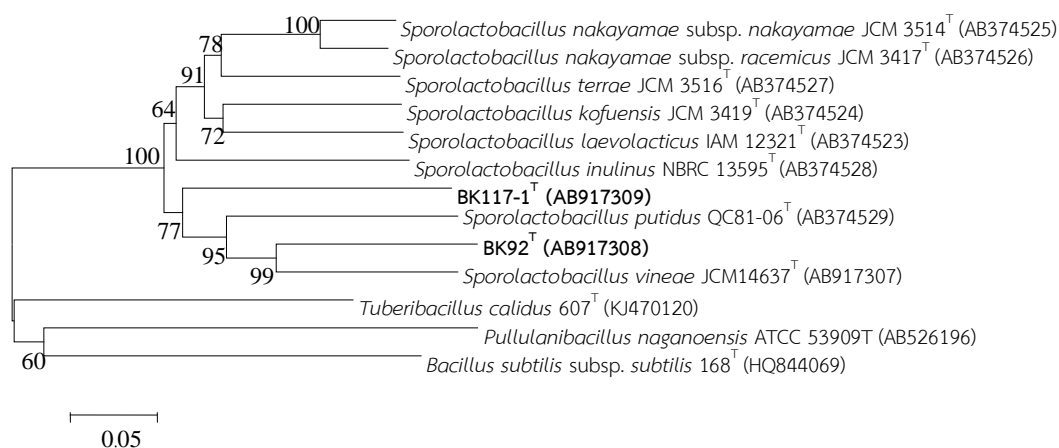 100 Sporolactobacillus nakayamae subsp. nakayamae JCM 3514T (AB374525)
78 Sporolactobacillus nakayamae subsp. racemicus JCM 3417T (AB374526)
91 Sporolactobacillus terrae JCM 3516T (AB374527)
64 Sporolactobacillus kofuensis JCM 3419T (AB374524)
72 Sporolactobacillus laevolacticus IAM 12321T (AB374523)
100 Sporolactobacillus inulinus NBRC 13595T (AB374528)
BK117-1T (AB917309)
77 Sporolactobacillus putidus QC81-06T (AB374529)
95 BK92T (AB917308)
99 Sporolactobacillus vineae JCM14637T (AB917307)
Tuberibacillus calidus 607T (KJ470120)
Pullulanibacillus naganoensis ATCC 53909T (AB526196)
60 Bacillus subtilis subsp. subtilis 168T (HQ844069)
0.05